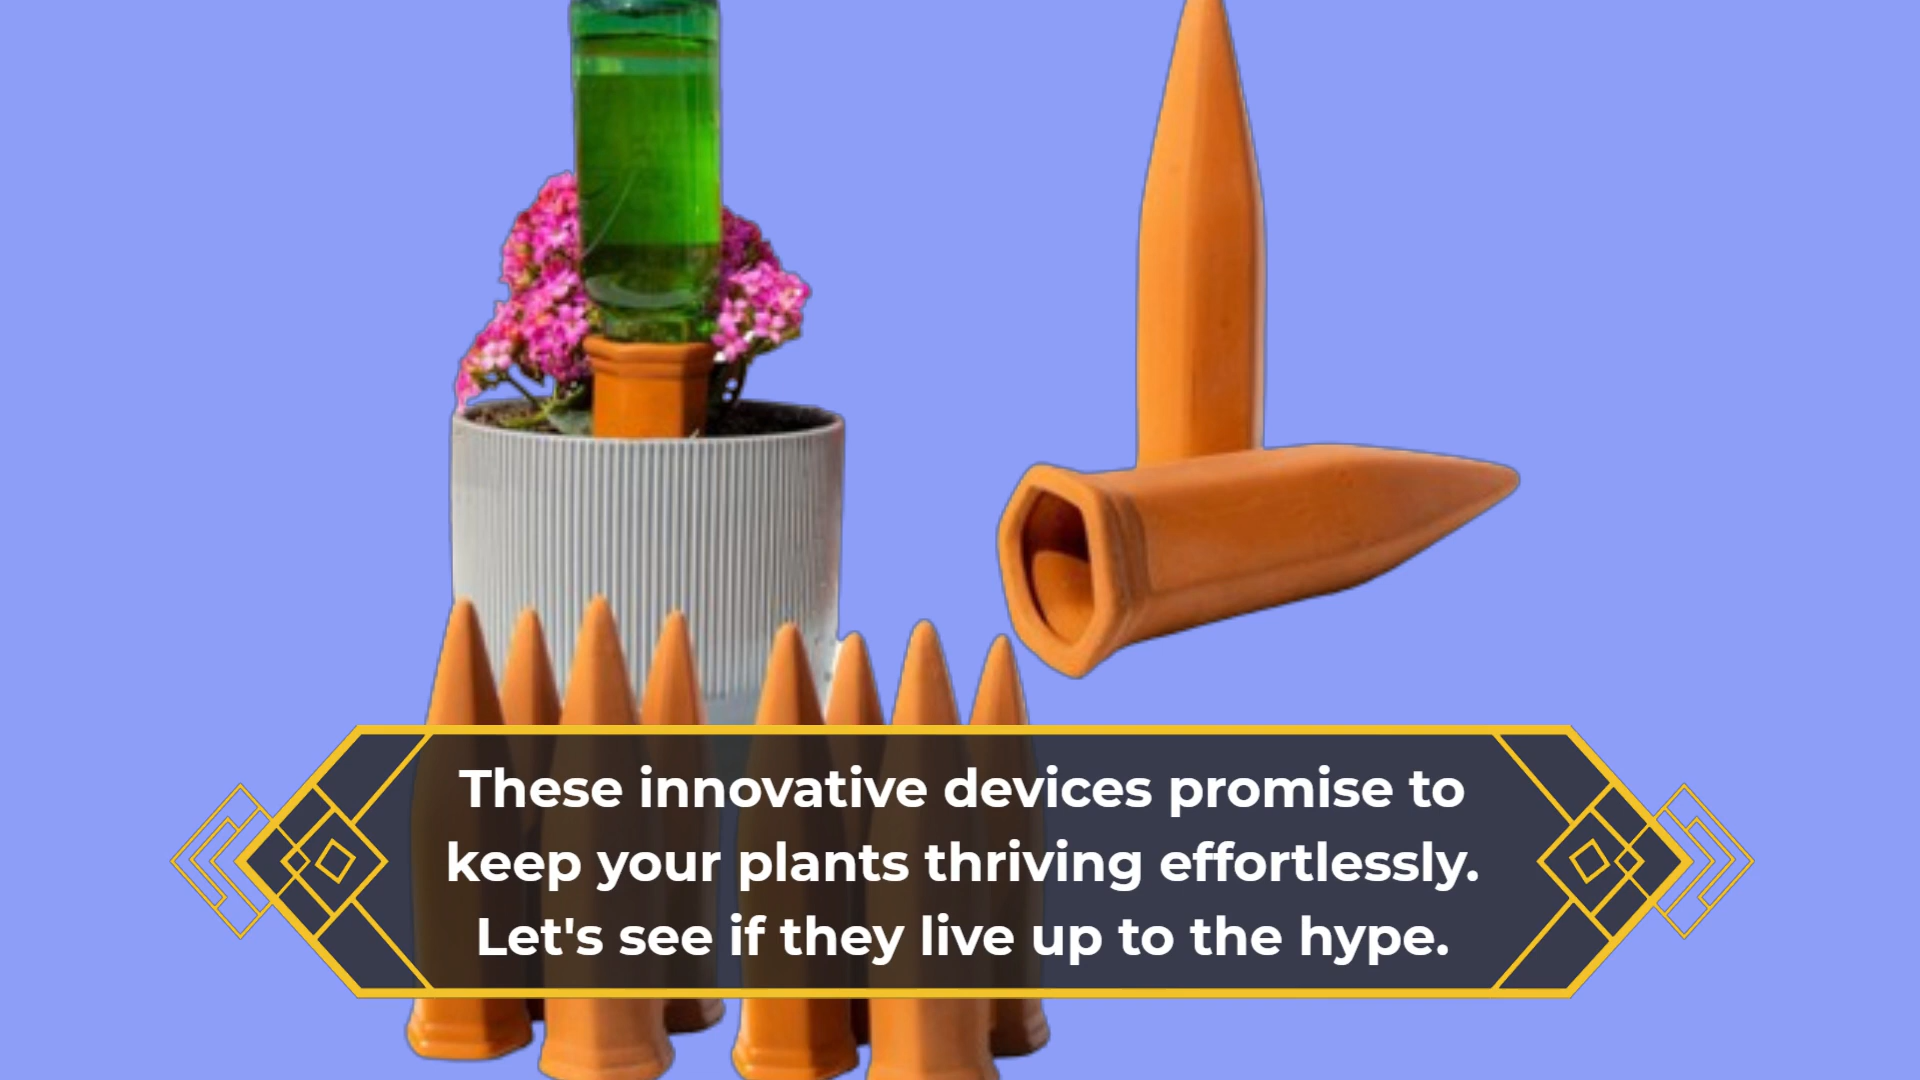 These innovative devices promise to
keep your plants thriving effortlessly.
Let's see if they live up to the hype.